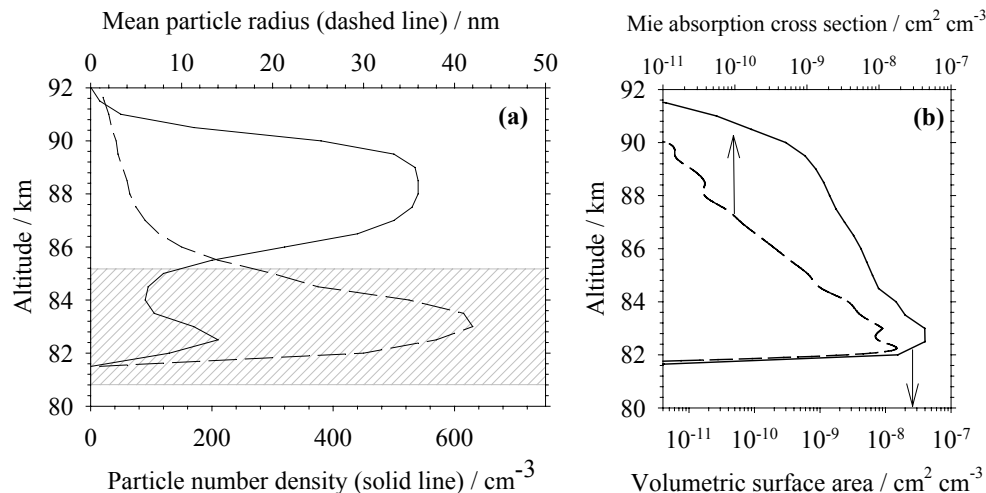 Mean particle radius (dashed line) / nm
0 10 20 30 40 50
92
90
88
86
84
82
80
Altitude / km
(a)
0 200 400 600
Particle number density (solid line) / cm-3
Mie absorption cross section / cm2 cm-3
10-11 10-10 10-9 10-8 10-7
92
90
88
86
84
82
80
Altitude / km
(b)
10-11 10-10 10-9 10-8 10-7
Volumetric surface area / cm2 cm-3